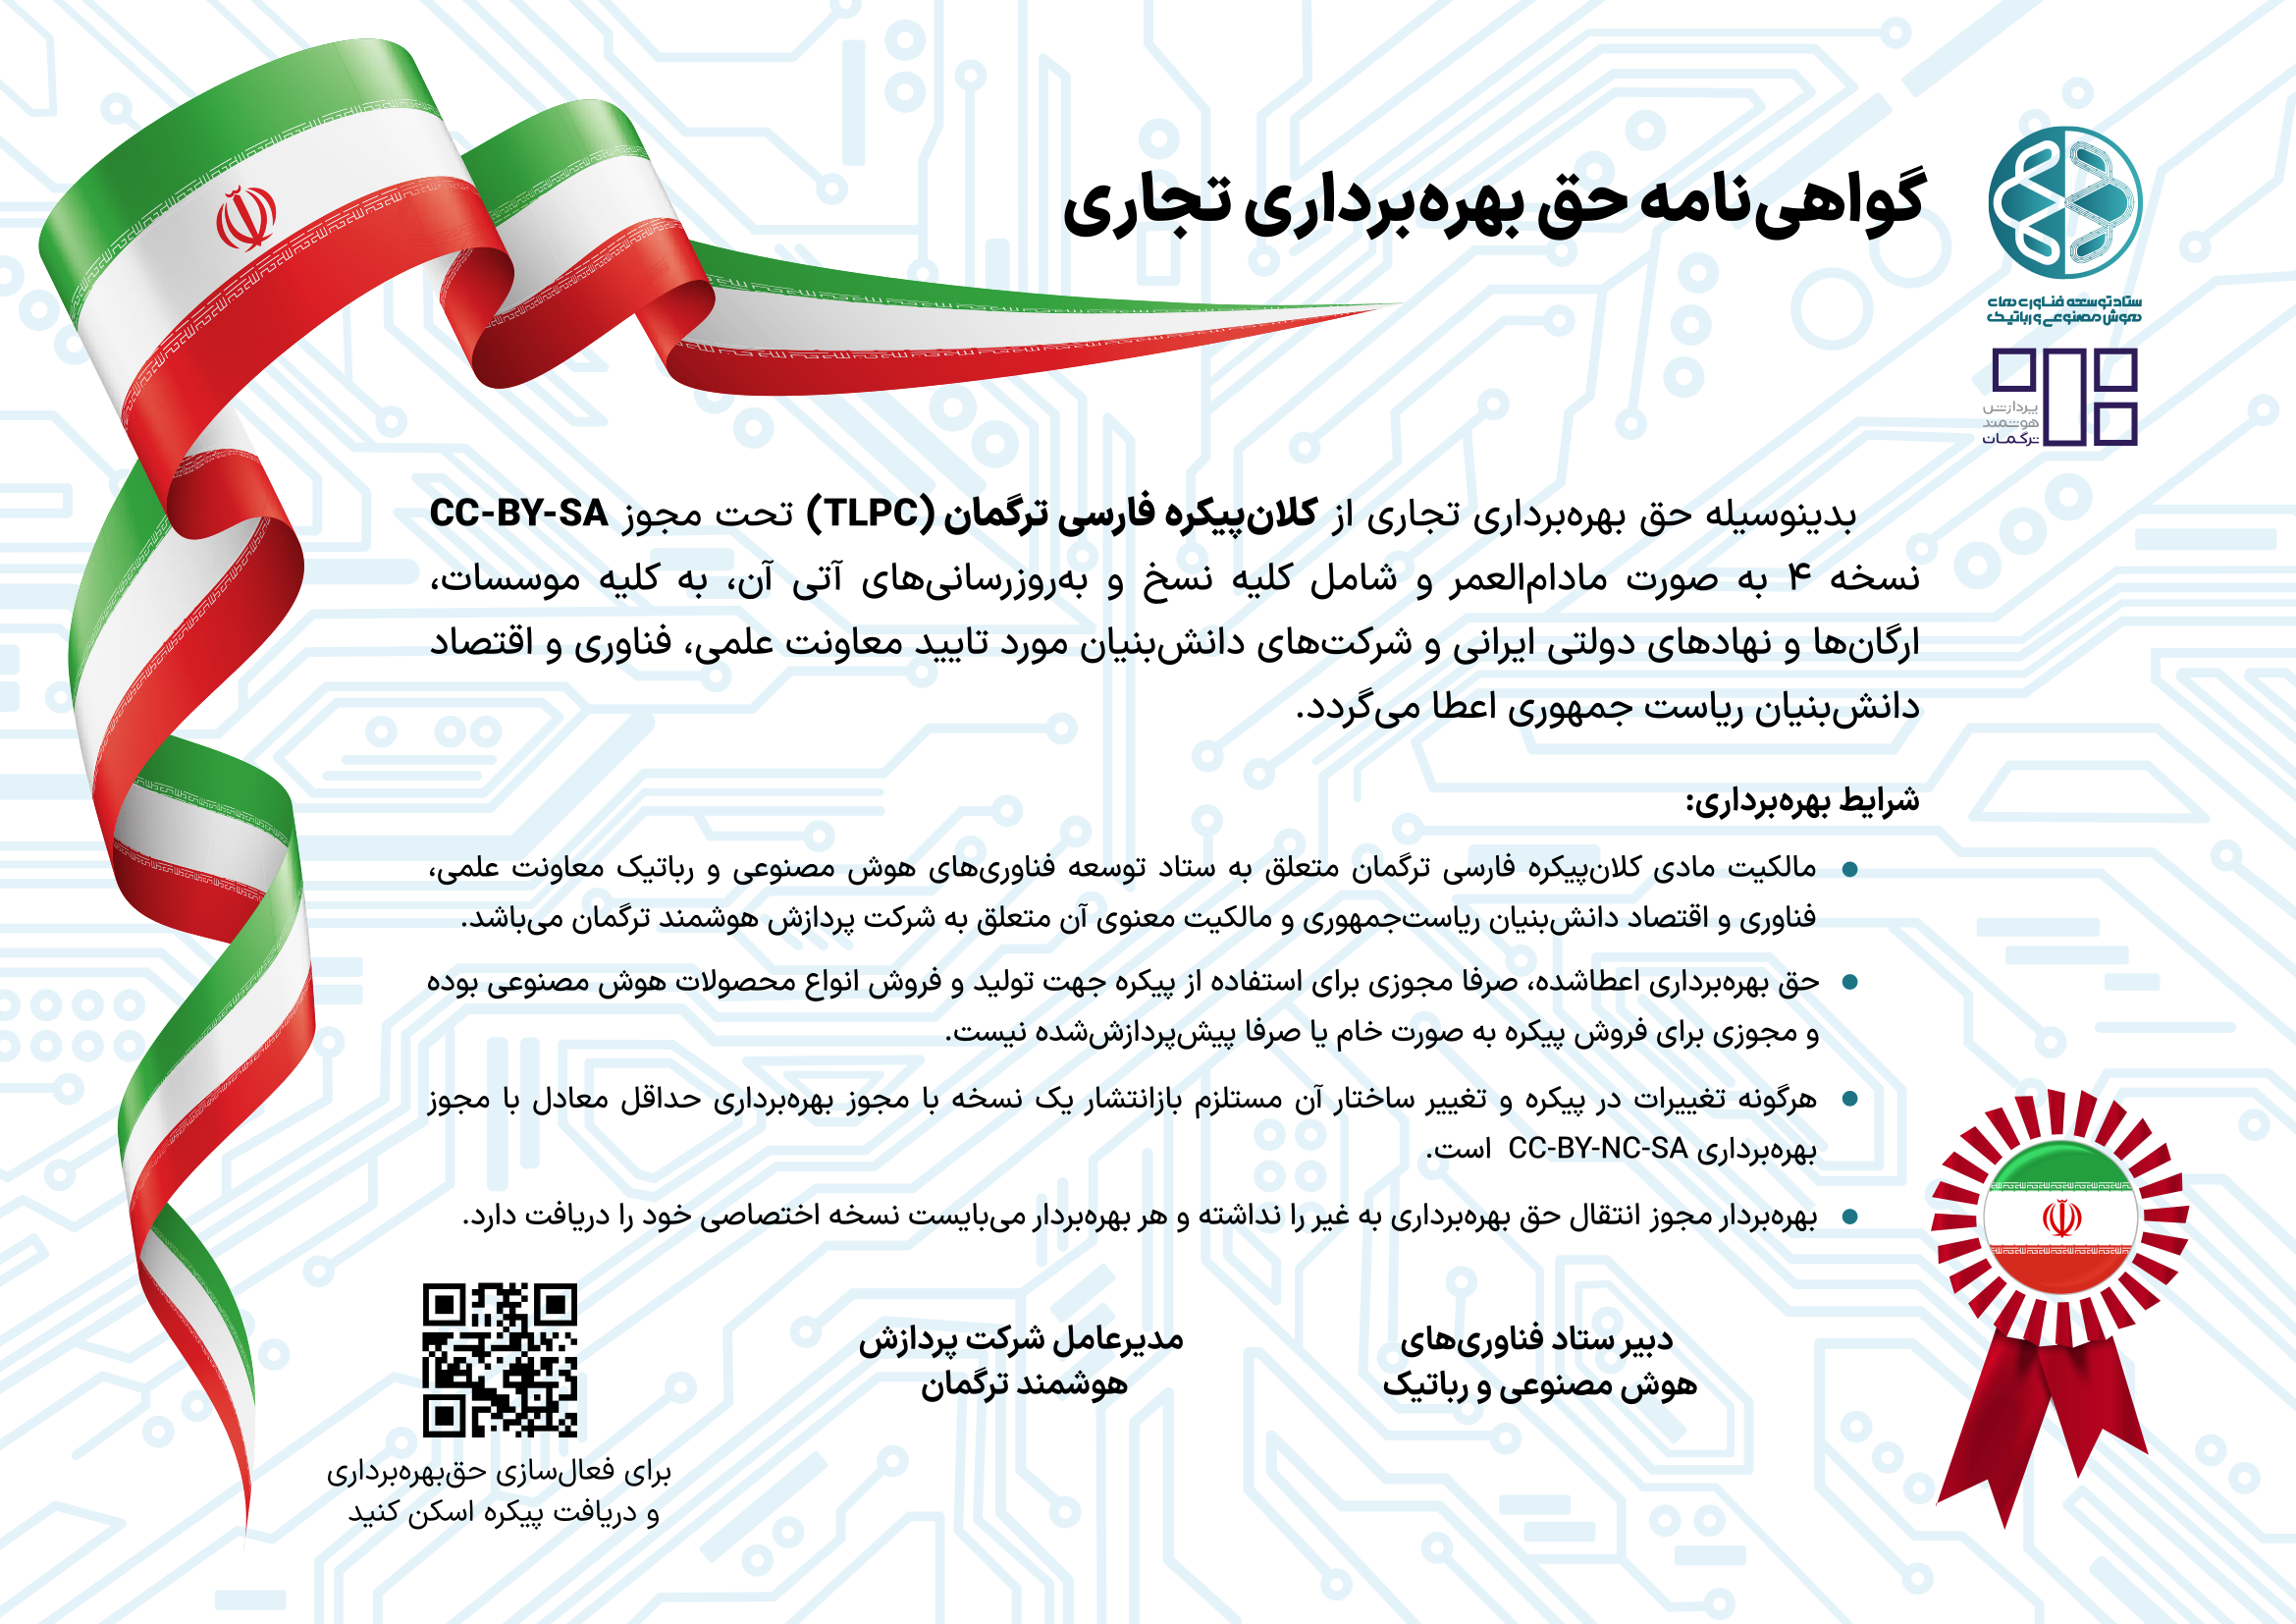 گواهی‌نامه حق بهره‌برداری تجاری
ستاد توسعه فناوری های
هوش مصنوعی و رباتیک
پردازش
هوشمند
ترگمان
بدینوسیله حق بهره‌برداری تجاری از کلان‌پیکره فارسی ترگمان (TLPC) تحت مجوز CC-BY-SA
نسخه ۴ به صورت مادام‌العمر و شامل کلیه نسخ و به‌روزرسانی‌های آتی آن، به کلیه موسسات،
ارگان‌ها و نهادهای دولتی ایرانی و شرکت‌های دانش‌بنیان مورد تایید معاونت علمی، فناوری و اقتصاد
دانش‌بنیان ریاست جمهوری اعطا می‌گردد.
شرایط بهره‌برداری:
● مالکیت مادی کلان‌پیکره فارسی ترگمان متعلق به ستاد توسعه فناوری‌های هوش مصنوعی و رباتیک معاونت علمی،
فناوری و اقتصاد دانش‌بنیان ریاست‌جمهوری و مالکیت معنوی آن متعلق به شرکت پردازش هوشمند ترگمان می‌باشد.
● حق بهره‌برداری اعطاشده، صرفا مجوزی برای استفاده از پیکره جهت تولید و فروش انواع محصولات هوش مصنوعی بوده
و مجوزی برای فروش پیکره به صورت خام یا صرفا پیش‌پردازش‌شده نیست.
● هرگونه تغییرات در پیکره و تغییر ساختار آن مستلزم بازانتشار یک نسخه با مجوز بهره‌برداری حداقل معادل با مجوز
بهره‌برداری CC-BY-NC-SA است.
● بهره‌بردار مجوز انتقال حق بهره‌برداری به غیر را نداشته و هر بهره‌بردار می‌بایست نسخه اختصاصی خود را دریافت دارد.
دبیر ستاد فناوری‌های
هوش مصنوعی و رباتیک
مدیرعامل شرکت پردازش
هوشمند ترگمان
برای فعال‌سازی حق‌بهره‌برداری
و دریافت پیکره اسکن کنید